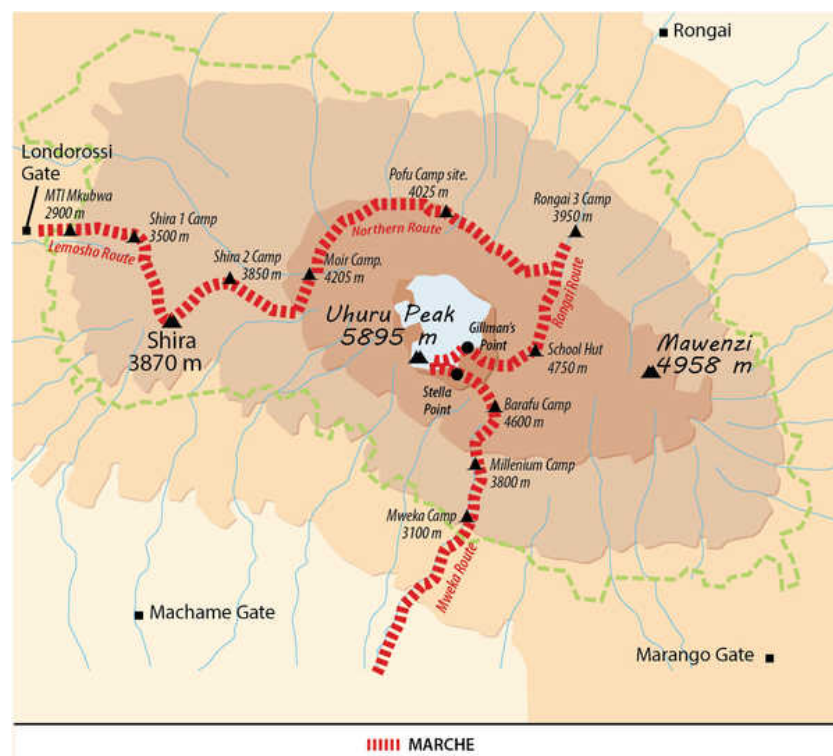 Rongai
Londorossi
Gate
MTI Mkubwa
2900 m
Pofu Camp site.
4025 m
Rongai 3 Camp
3950 m
Shira 1 Camp
3500 m
Northern Route
Lemosho Route
Shira 2 Camp
3850 m
Moir Camp.
4205 m
Rongai Route
Uhuru Peak
5895 m
Gillman's
Point
Shira
3870 m
School Hut
4750 m
Mawenzi
4958 m
Stella
Point
Barafu Camp
4600 m
Millenium Camp
3800 m
Mweka Camp
3100 m
Mweka Route
Machame Gate
Marango Gate
MARCHE